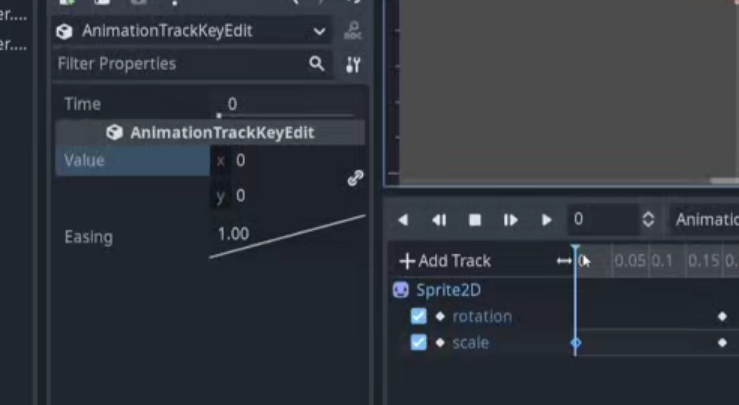 er....
er....
AnimationTrackKeyEdit
DOC
Filter Properties
Time 0
AnimationTrackKeyEdit
Value x 0
y 0
Easing 1.00
0 Animatio
+ Add Track 0 0.05 0.1 0.15 0.
Sprite2D
rotation
scale